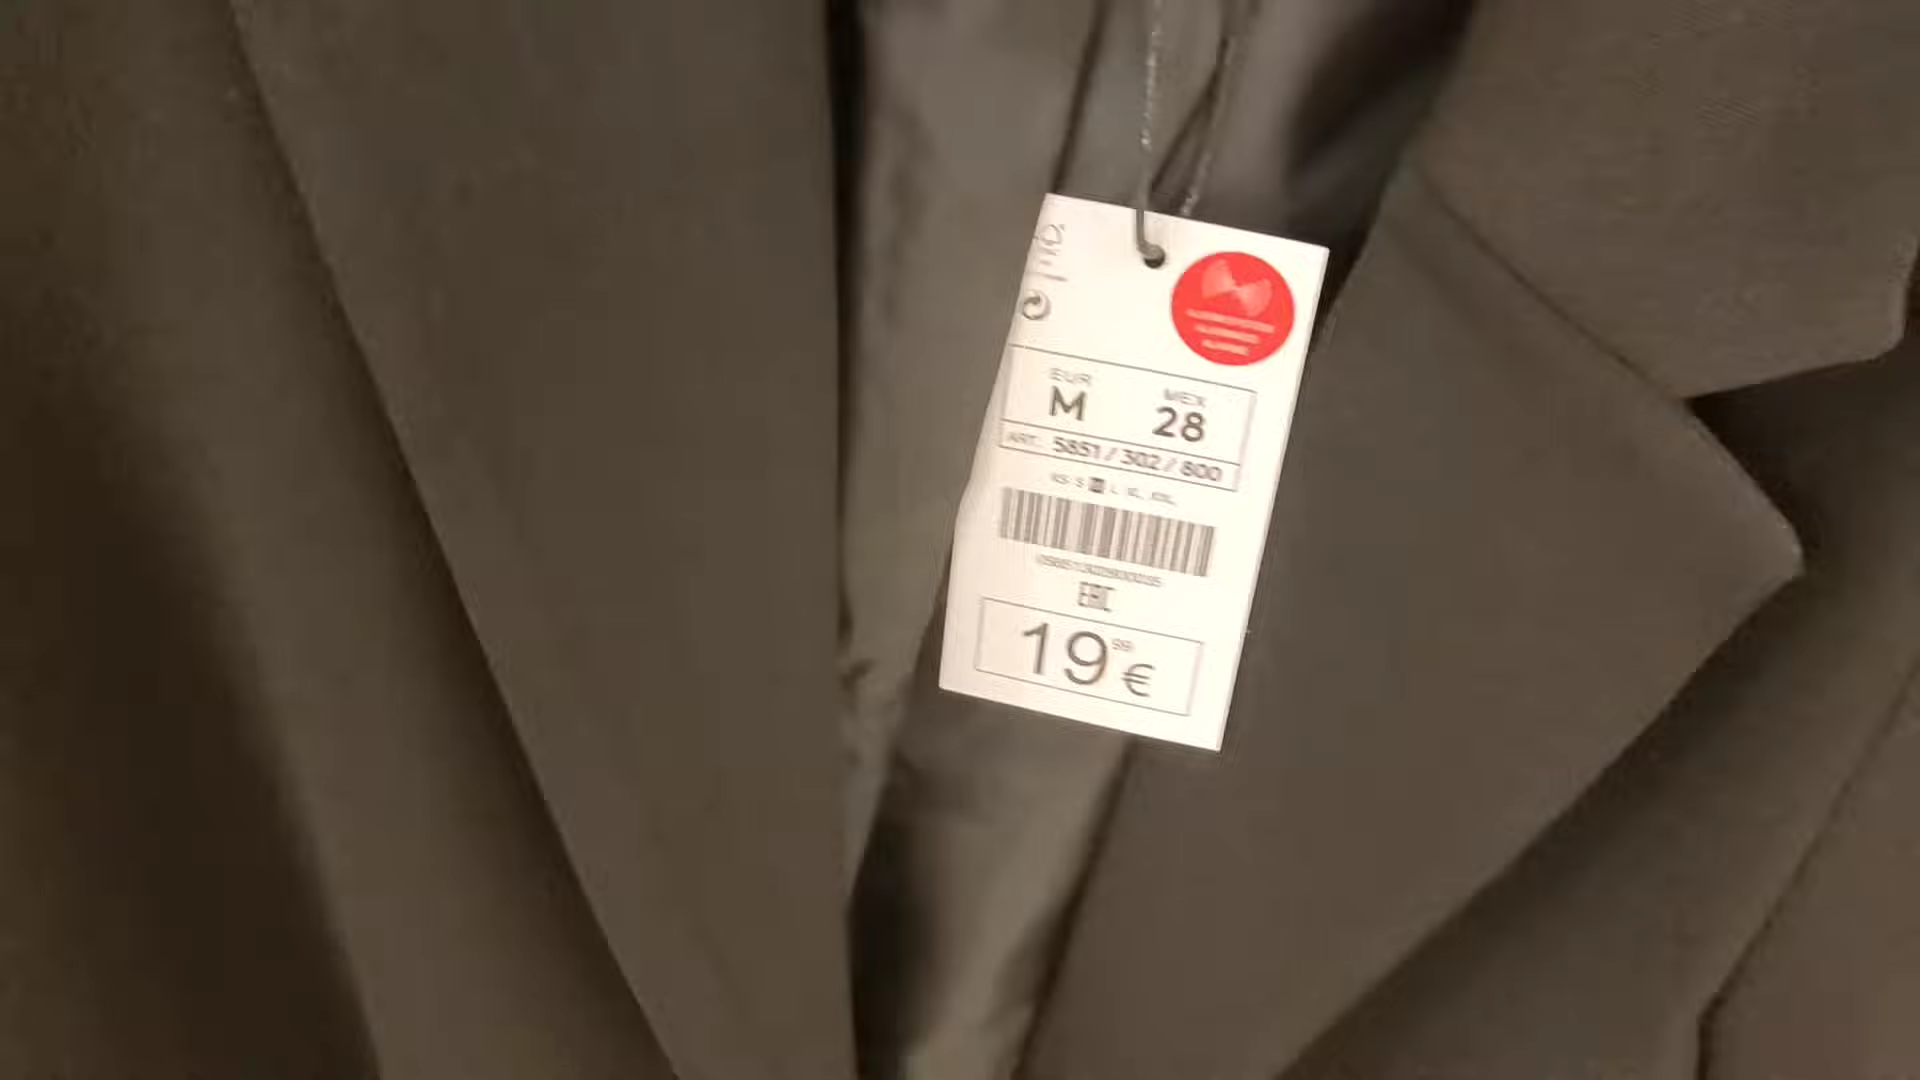 EUR MEX
M 28
ART. 5851 / 302 / 800
XS S M L XL XXL
EAC
19 99 €